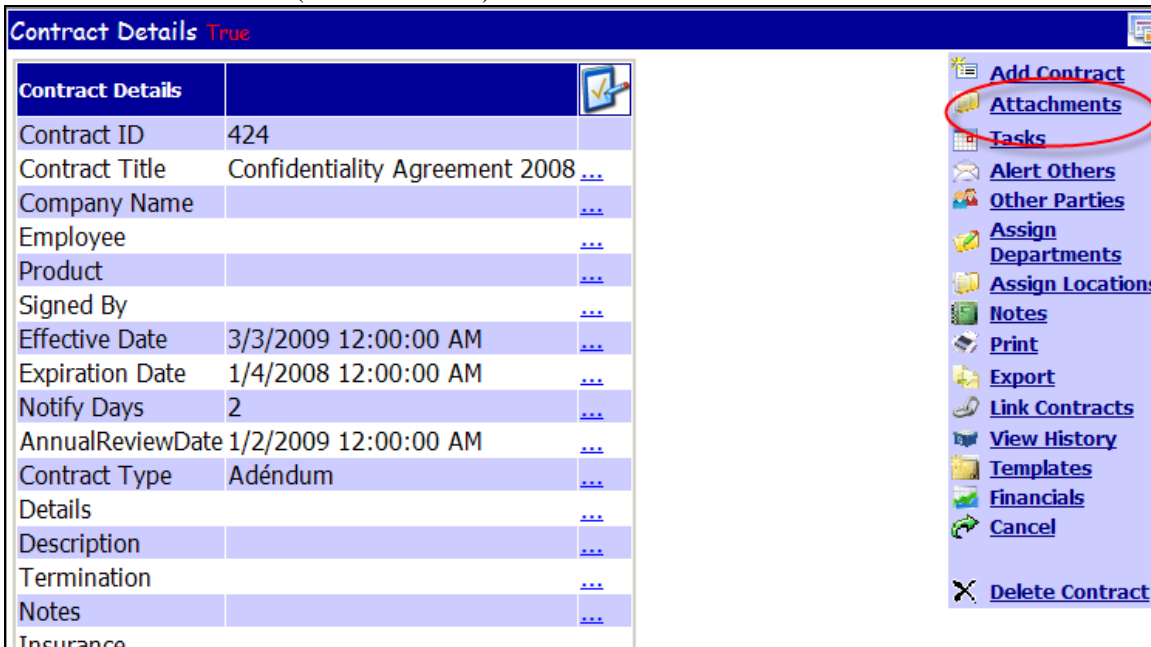 Contract Details True
Contract Details
Contract ID 424
Contract Title Confidentiality Agreement 2008 ...
Company Name ...
Employee ...
Product ...
Signed By ...
Effective Date 3/3/2009 12:00:00 AM ...
Expiration Date 1/4/2008 12:00:00 AM ...
Notify Days 2 ...
AnnualReviewDate 1/2/2009 12:00:00 AM ...
Contract Type Adéndum ...
Details ...
Description ...
Termination ...
Notes ...
Insurance
Add Contract
Attachments
Tasks
Alert Others
Other Parties
Assign
Departments
Assign Locations
Notes
Print
Export
Link Contracts
View History
Templates
Financials
Cancel
Delete Contract